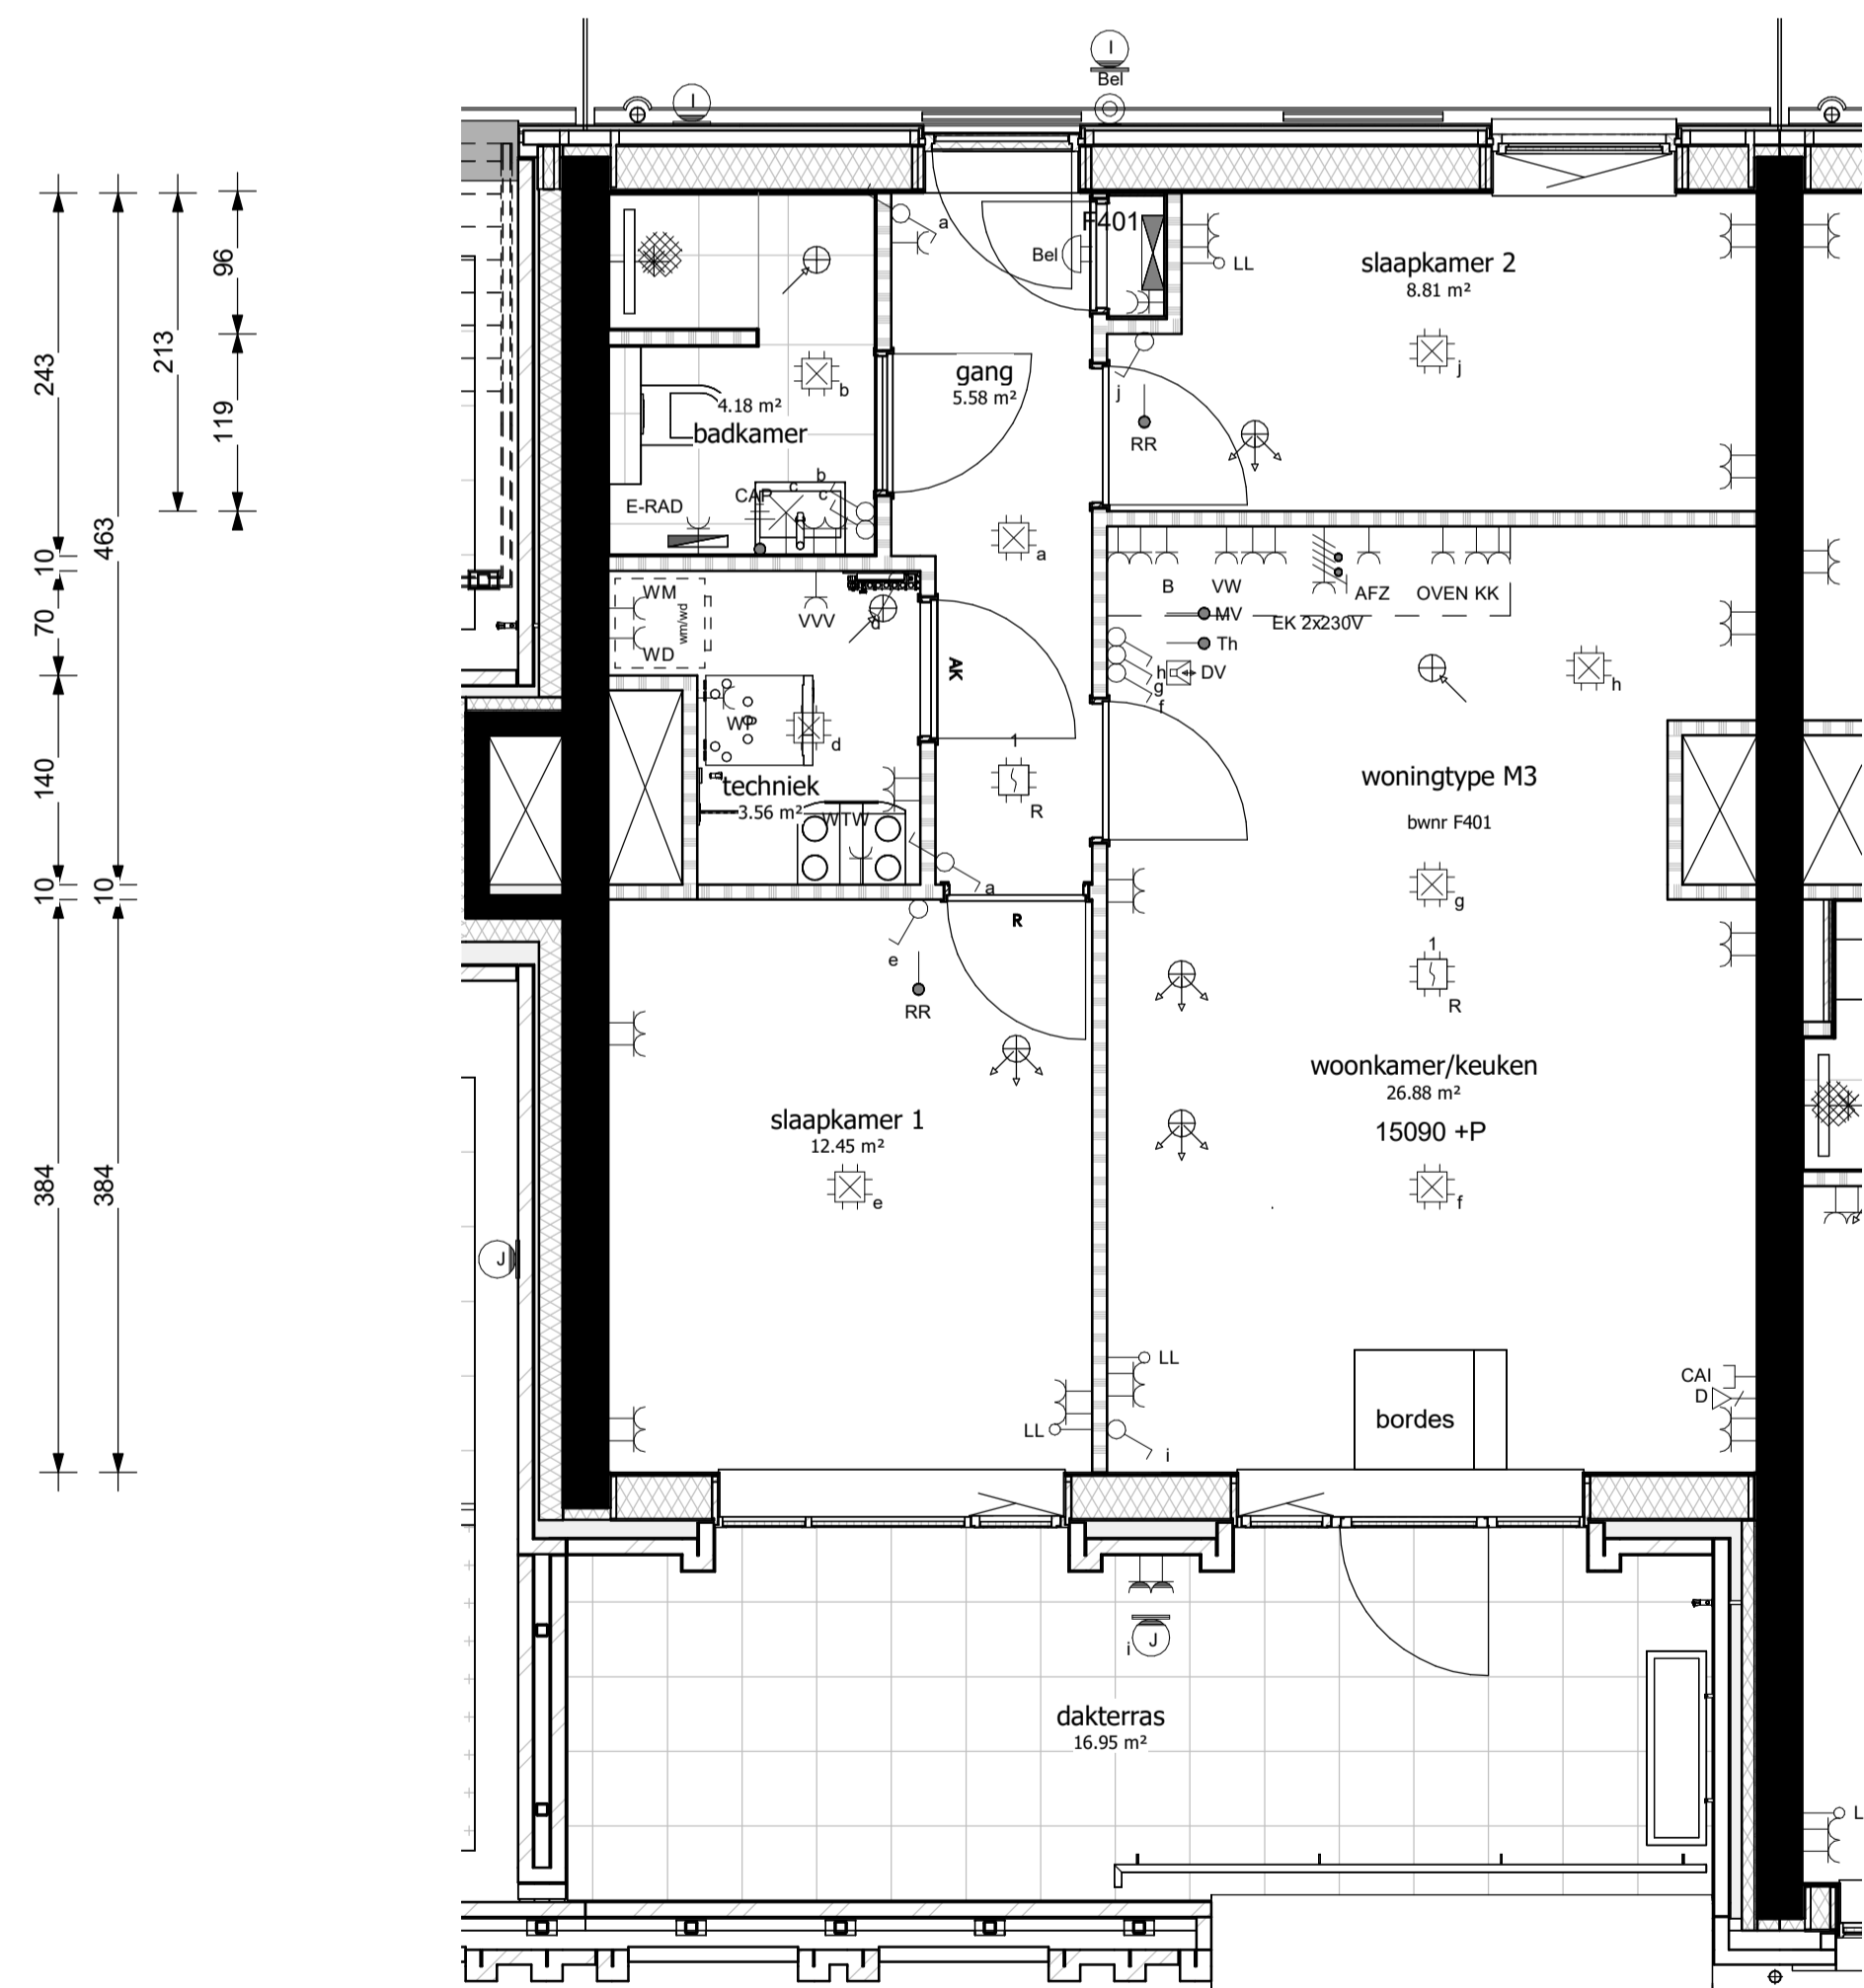 I
Bel
I
F401
a
Bel
LL
slaapkamer 2
8.81 m²
96
243
213
119
463
gang
5.58 m²
j
j
b
4.18 m²
badkamer
RR
E-RAD
CAP
c
b
c
a
10
70
WM
wm/wd
WD
VVV
d
AK
B
VW
AFZ
OVEN
KK
MV
EK 2x230V
Th
h
DV
g
f
h
WP
d
1
R
techniek
3.56 m²
WTW
140
woningtype M3
bwnr F401
10
10
a
g
R
e
RR
1
R
woonkamer/keuken
26.88 m²
15090 +P
slaapkamer 1
12.45 m²
e
f
384
384
J
LL
LL
i
CAI
D
bordes
i
J
dakterras
16.95 m²
L